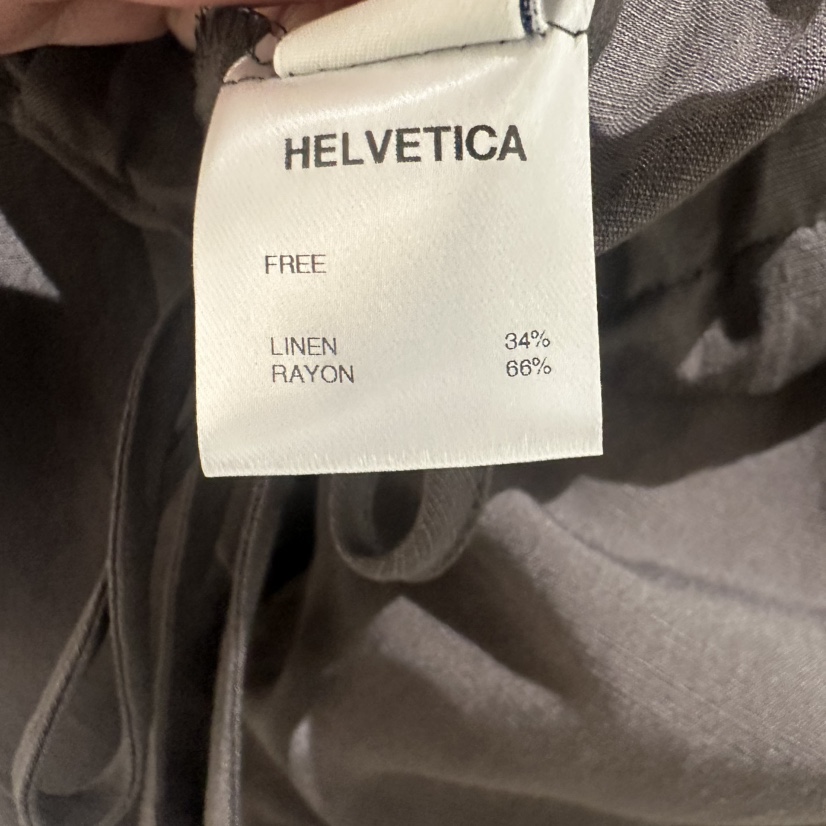 HELVETICA
FREE
LINEN 34%
RAYON 66%